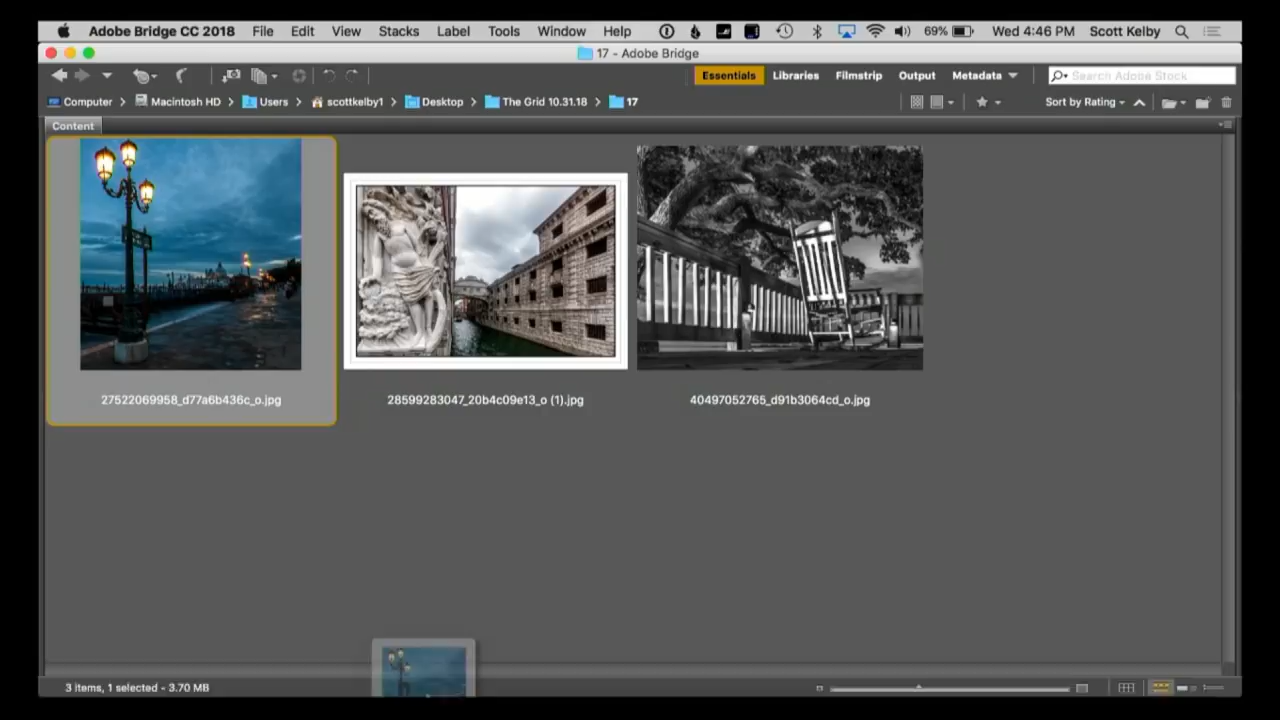 Adobe Bridge CC 2018 File Edit View Stacks Label Tools Window Help 69% Wed 4:46 PM Scott Kelby
17 - Adobe Bridge
Essentials Libraries Filmstrip Output Metadata Search Adobe Stock
Computer Macintosh HD Users scottkelby1 Desktop The Grid 10.31.18 17 Sort by Rating
Content
27522069958_d77a6b436c_o.jpg 28599283047_20b4c09e13_o (1).jpg 40497052765_d91b3064cd_o.jpg
3 items, 1 selected - 3.70 MB